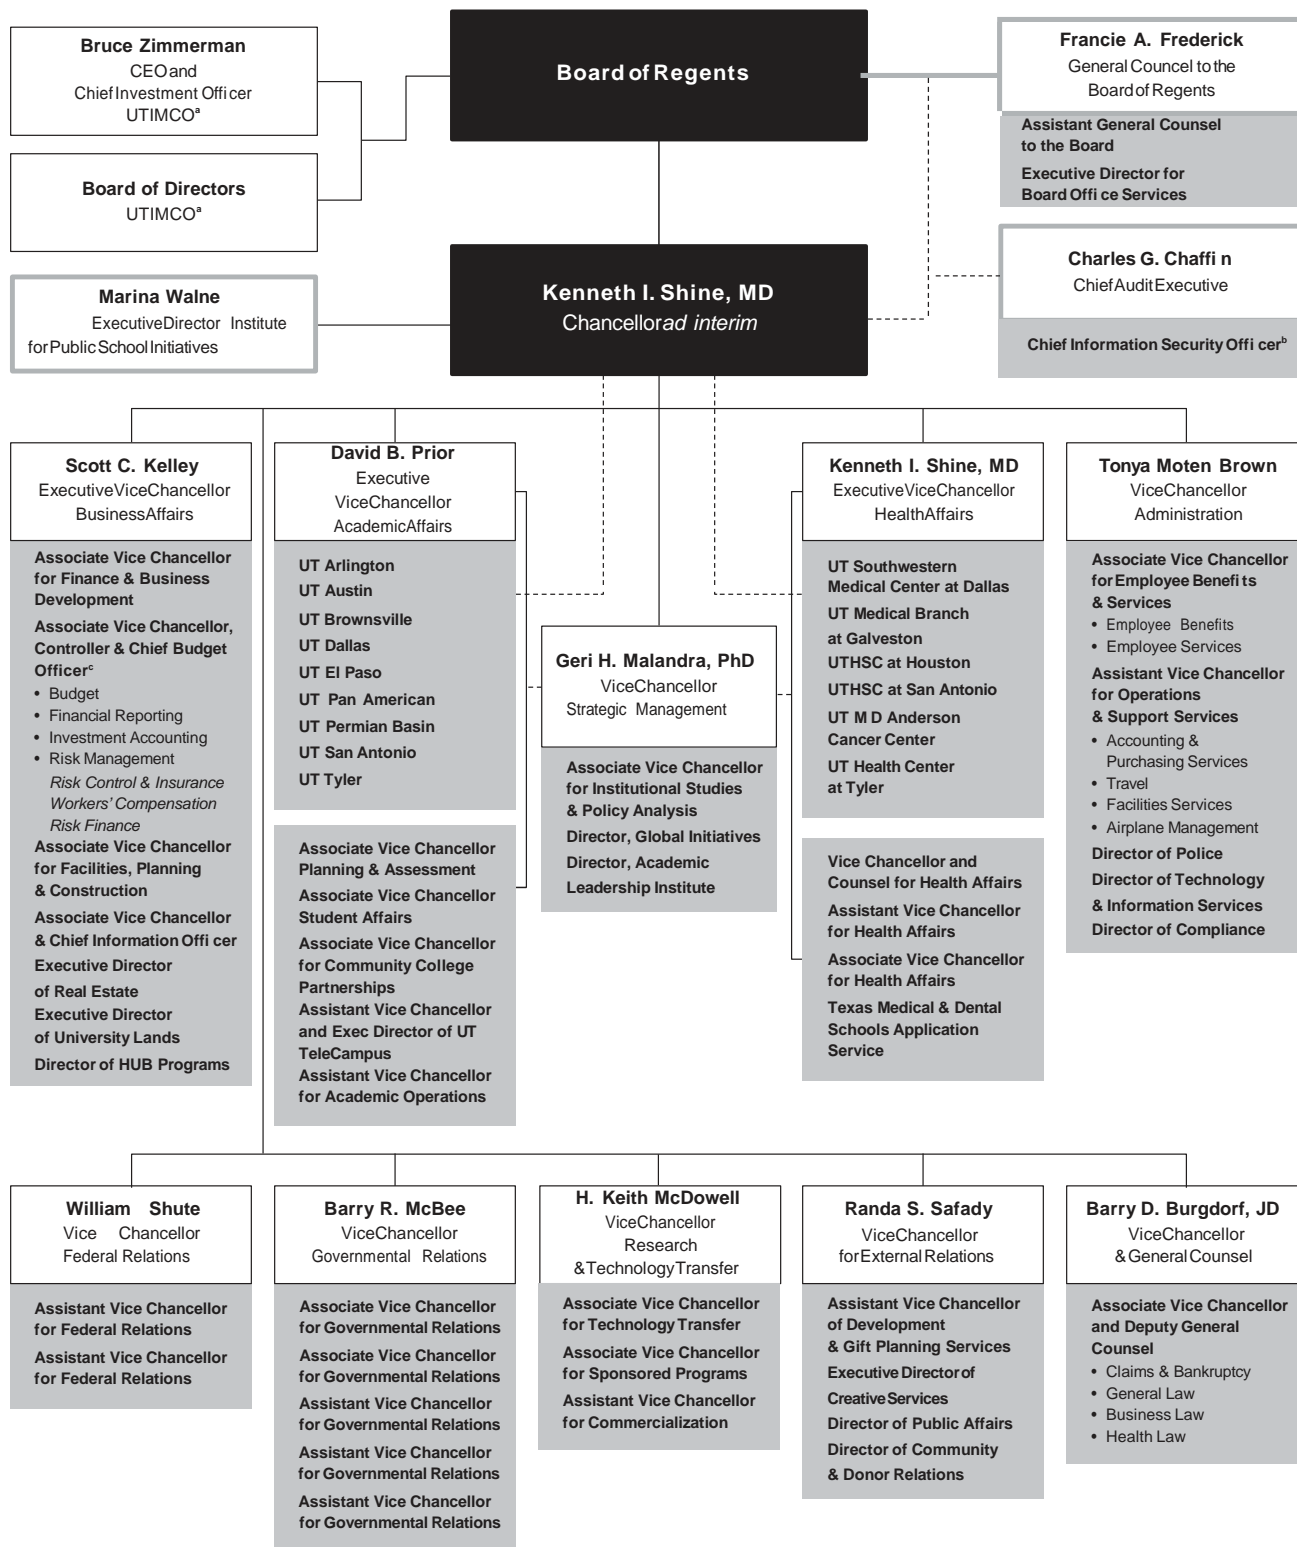 Bruce Zimmerman
CEO and
Chief Investment Officer
UTIMCOª
Board of Regents
Francie A. Frederick
General Councel to the
Board of Regents
Assistant General Counsel
to the Board
Executive Director for
Board Office Services
Board of Directors
UTIMCOª
Marina Walne
Executive Director Institute
for Public School Initiatives
Kenneth I. Shine, MD
Chancellor ad interim
Charles G. Chaffin
Chief Audit Executive
Chief Information Security Officerᵇ
Scott C. Kelley
Executive Vice Chancellor
Business Affairs
Associate Vice Chancellor
for Finance & Business
Development
Associate Vice Chancellor,
Controller & Chief Budget
Officerᶜ
• Budget
• Financial Reporting
• Investment Accounting
• Risk Management
Risk Control & Insurance
Workers' Compensation
Risk Finance
Associate Vice Chancellor
for Facilities, Planning
& Construction
Associate Vice Chancellor
& Chief Information Officer
Executive Director
of Real Estate
Executive Director
of University Lands
Director of HUB Programs
David B. Prior
Executive
Vice Chancellor
Academic Affairs
UT Arlington
UT Austin
UT Brownsville
UT Dallas
UT El Paso
UT Pan American
UT Permian Basin
UT San Antonio
UT Tyler
Associate Vice Chancellor
Planning & Assessment
Associate Vice Chancellor
Student Affairs
Associate Vice Chancellor
for Community College
Partnerships
Assistant Vice Chancellor
and Exec Director of UT
TeleCampus
Assistant Vice Chancellor
for Academic Operations
Geri H. Malandra, PhD
Vice Chancellor
Strategic Management
Associate Vice Chancellor
for Institutional Studies
& Policy Analysis
Director, Global Initiatives
Director, Academic
Leadership Institute
Kenneth I. Shine, MD
Executive Vice Chancellor
Health Affairs
UT Southwestern
Medical Center at Dallas
UT Medical Branch
at Galveston
UTHSC at Houston
UTHSC at San Antonio
UT M D Anderson
Cancer Center
UT Health Center
at Tyler
Vice Chancellor and
Counsel for Health Affairs
Assistant Vice Chancellor
for Health Affairs
Associate Vice Chancellor
for Health Affairs
Texas Medical & Dental
Schools Application
Service
Tonya Moten Brown
Vice Chancellor
Administration
Associate Vice Chancellor
for Employee Benefits
& Services
• Employee Benefits
• Employee Services
Assistant Vice Chancellor
for Operations
& Support Services
• Accounting &
Purchasing Services
• Travel
• Facilities Services
• Airplane Management
Director of Police
Director of Technology
& Information Services
Director of Compliance
William Shute
Vice Chancellor
Federal Relations
Assistant Vice Chancellor
for Federal Relations
Assistant Vice Chancellor
for Federal Relations
Barry R. McBee
Vice Chancellor
Governmental Relations
Associate Vice Chancellor
for Governmental Relations
Associate Vice Chancellor
for Governmental Relations
Assistant Vice Chancellor
for Governmental Relations
Assistant Vice Chancellor
for Governmental Relations
Assistant Vice Chancellor
for Governmental Relations
H. Keith McDowell
Vice Chancellor
Research
& Technology Transfer
Associate Vice Chancellor
for Technology Transfer
Associate Vice Chancellor
for Sponsored Programs
Assistant Vice Chancellor
for Commercialization
Randa S. Safady
Vice Chancellor
for External Relations
Assistant Vice Chancellor
of Development
& Gift Planning Services
Executive Director of
Creative Services
Director of Public Affairs
Director of Community
& Donor Relations
Barry D. Burgdorf, JD
Vice Chancellor
& General Counsel
Associate Vice Chancellor
and Deputy General
Counsel
• Claims & Bankruptcy
• General Law
• Business Law
• Health Law